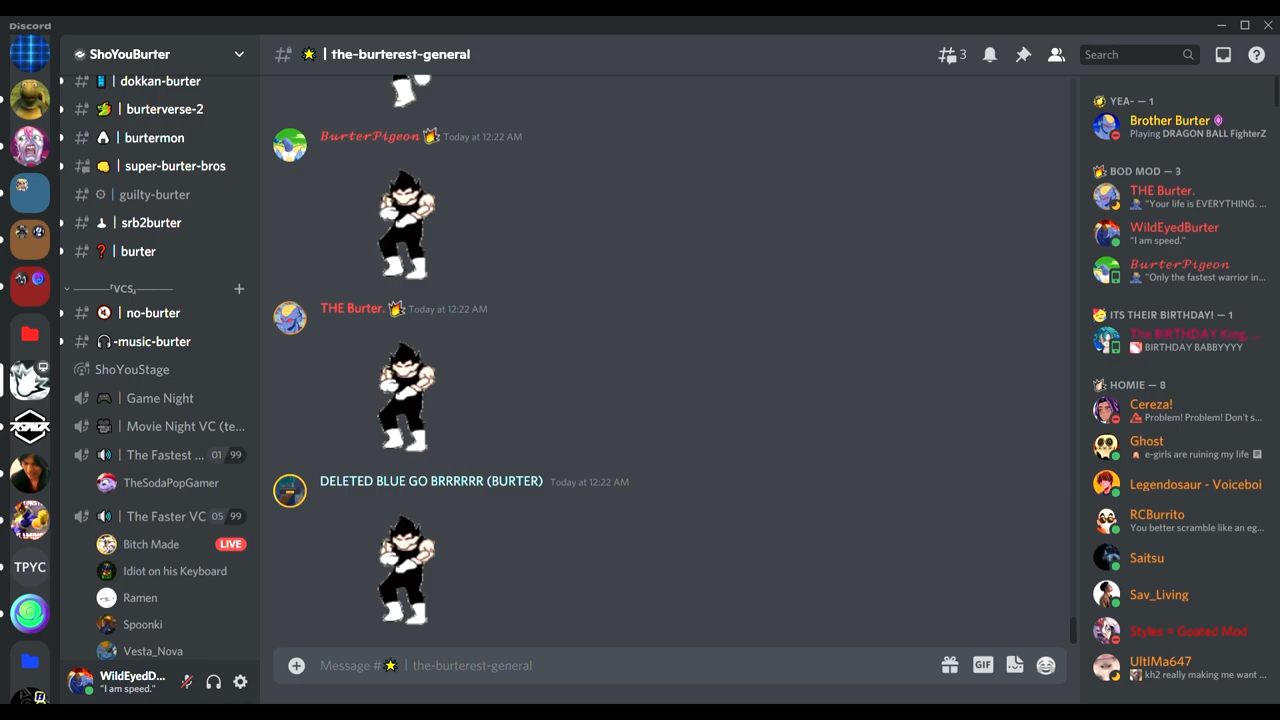 Discord
ShoYouBurter
| the-burterest-general
3
Search
| dokkan-burter
| burterverse-2
| burtermon
| super-burter-bros
| guilty-burter
| srb2burter
| burter
———「VCS」———
| no-burter
-music-burter
ShoYouStage
| Game Night
| Movie Night VC (te...
| The Fastest ... 01 99
TheSodaPopGamer
| The Faster VC 05 99
Bitch Made LIVE
Idiot on his Keyboard
Ramen
Spoonki
Vesta_Nova
WildEyedD...
"I am speed."
TPYC
BurterPigeon Today at 12:22 AM
THE Burter. Today at 12:22 AM
DELETED BLUE GO BRRRRRR (BURTER) Today at 12:22 AM
Message # | the-burterest-general
GIF
YEA- — 1
Brother Burter
Playing DRAGON BALL FighterZ
BOD MOD — 3
THE Burter.
"Your life is EVERYTHING. ...
WildEyedBurter
"I am speed."
BurterPigeon
"Only the fastest warrior in...
ITS THEIR BIRTHDAY! — 1
The BIRTHDAY King, ...
BIRTHDAY BABBYYYY
HOMIE — 8
Cereza!
Problem! Problem! Don't s...
Ghost
e-girls are ruining my life
Legendosaur - Voiceboi
RCBurrito
You better scramble like an eg...
Saitsu
Sav_Living
Styles = Goated Mod
UltIMa647
kh2 really making me want ...